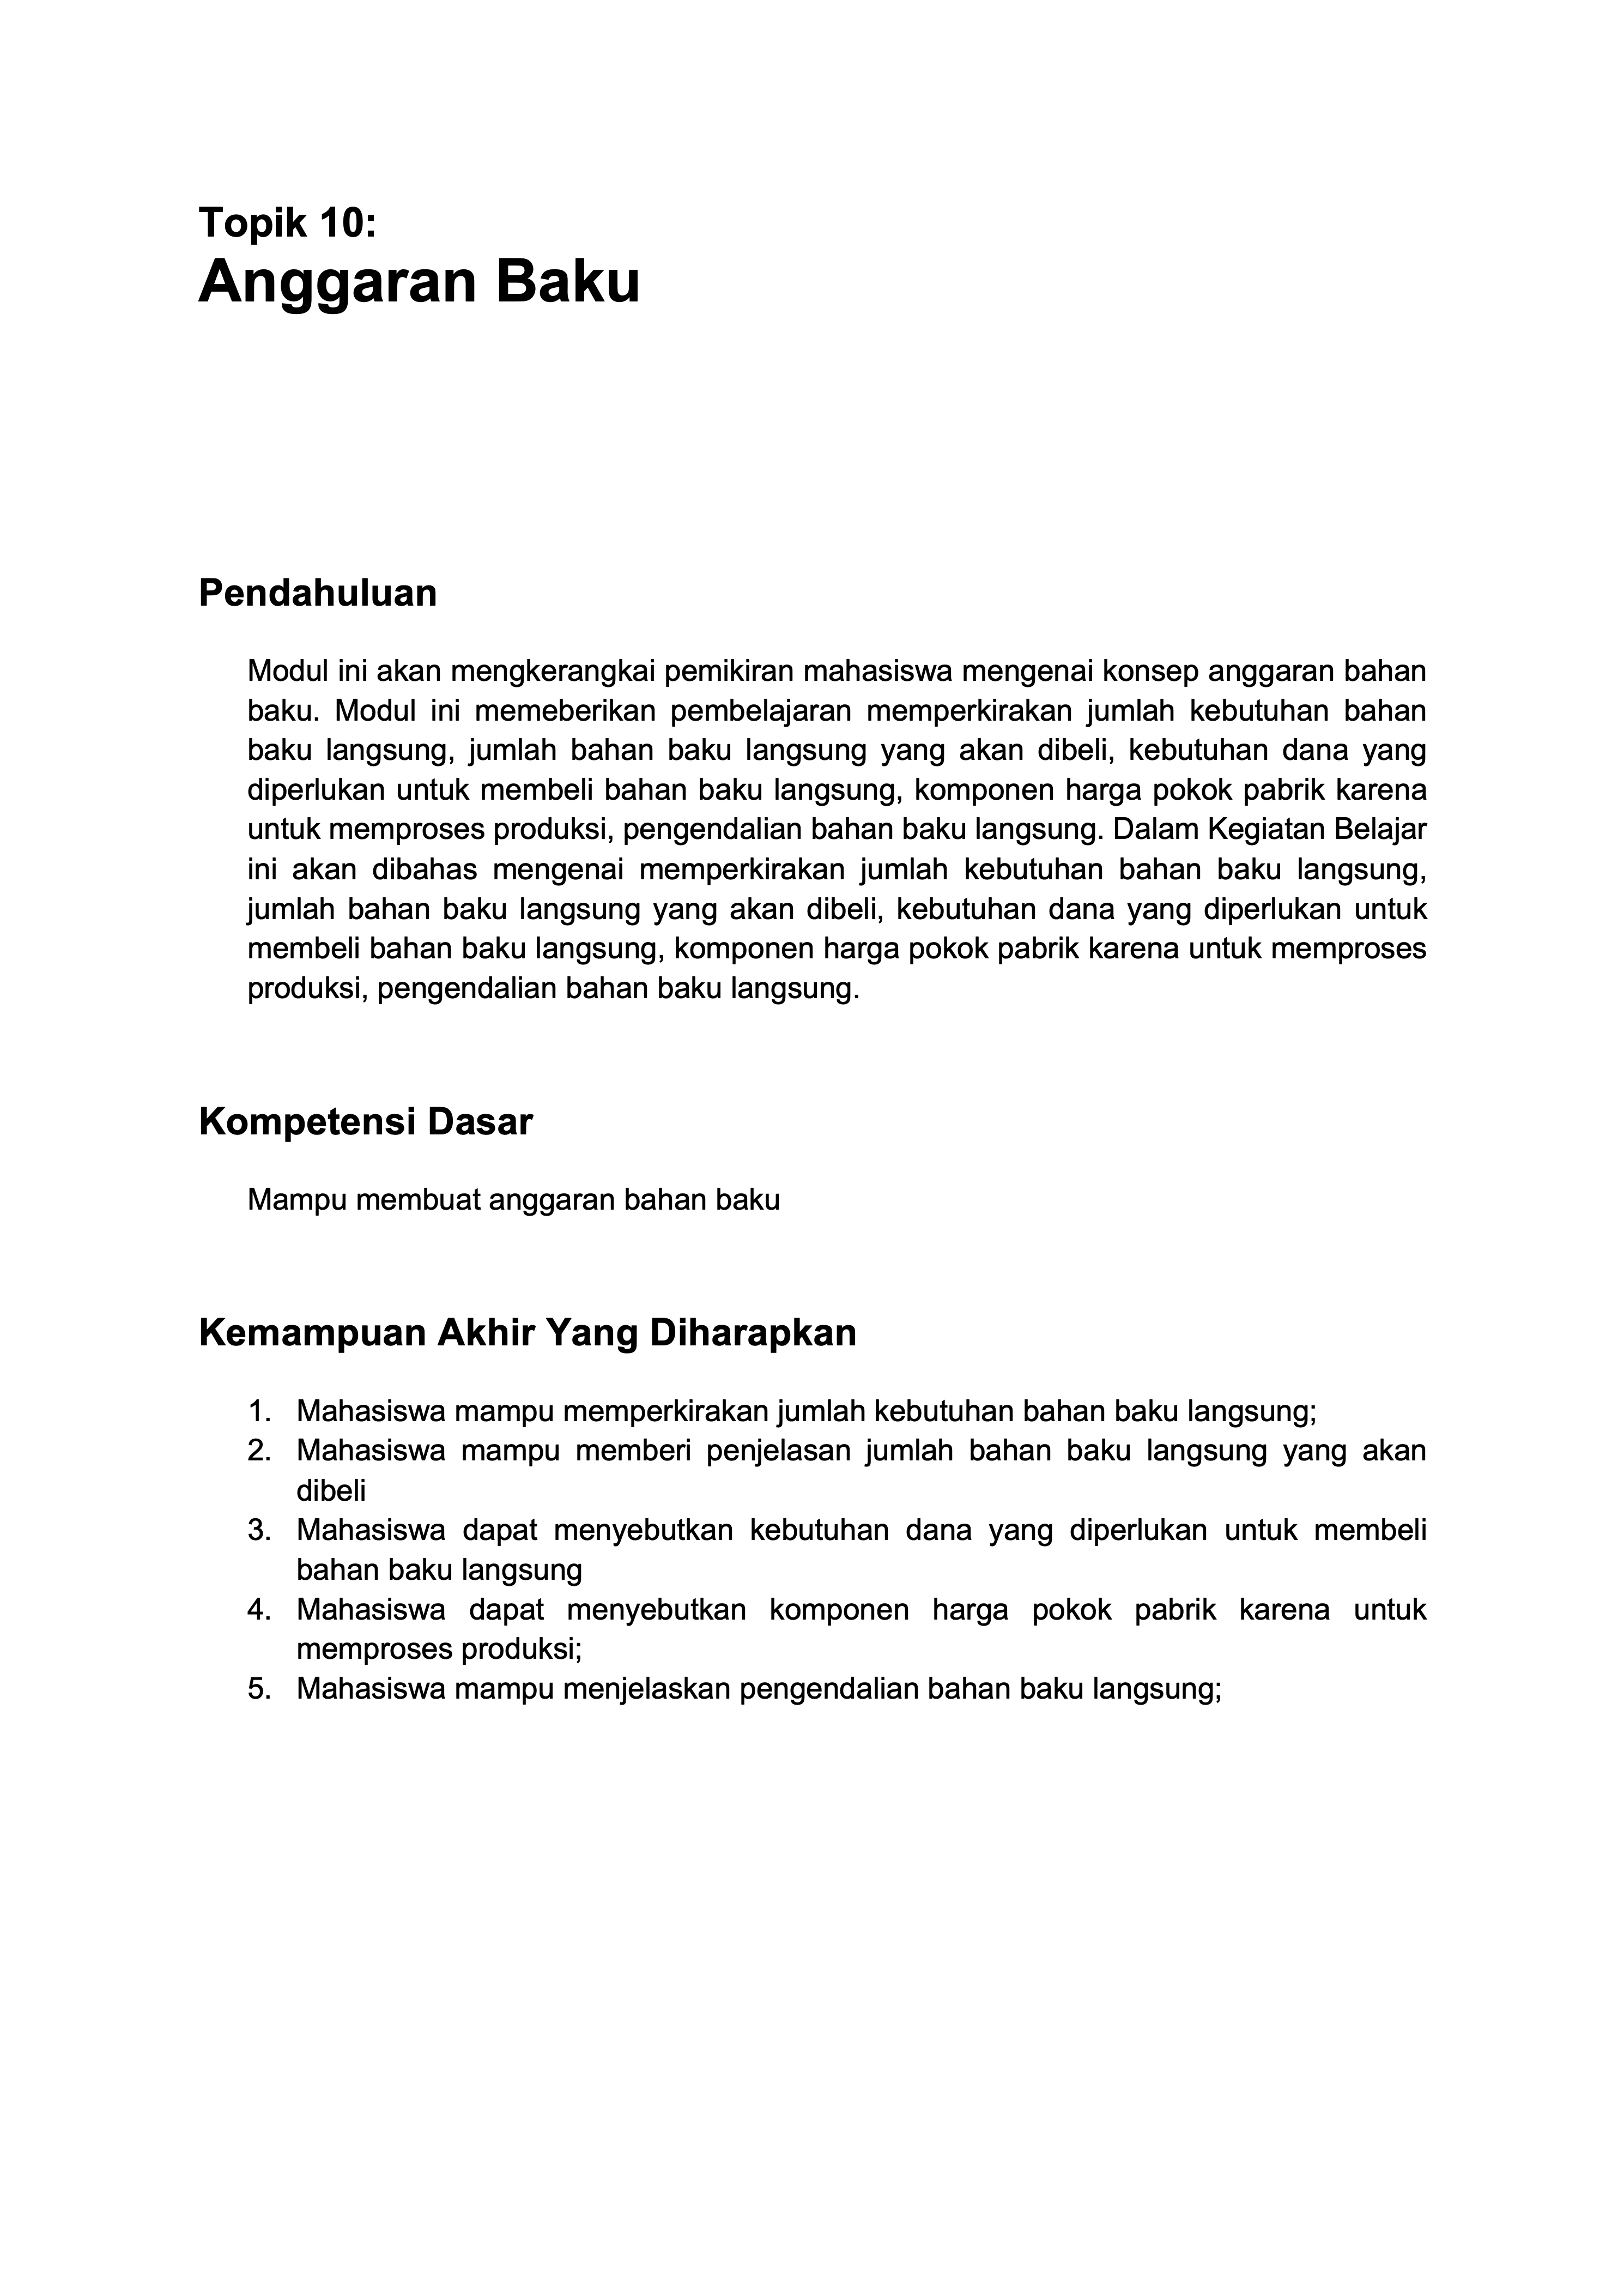 Topik 10:
Anggaran Baku
Pendahuluan
Modul ini akan mengkerangkai pemikiran mahasiswa mengenai konsep anggaran bahan
baku. Modul ini memeberikan pembelajaran memperkirakan jumlah kebutuhan bahan
baku langsung, jumlah bahan baku langsung yang akan dibeli, kebutuhan dana yang
diperlukan untuk membeli bahan baku langsung, komponen harga pokok pabrik karena
untuk memproses produksi, pengendalian bahan baku langsung. Dalam Kegiatan Belajar
ini akan dibahas mengenai memperkirakan jumlah kebutuhan bahan baku langsung,
jumlah bahan baku langsung yang akan dibeli, kebutuhan dana yang diperlukan untuk
membeli bahan baku langsung, komponen harga pokok pabrik karena untuk memproses
produksi, pengendalian bahan baku langsung.
Kompetensi Dasar
Mampu membuat anggaran bahan baku
Kemampuan Akhir Yang Diharapkan
1. Mahasiswa mampu memperkirakan jumlah kebutuhan bahan baku langsung;
2. Mahasiswa mampu memberi penjelasan jumlah bahan baku langsung yang akan
dibeli
3. Mahasiswa dapat menyebutkan kebutuhan dana yang diperlukan untuk membeli
bahan baku langsung
4. Mahasiswa dapat menyebutkan komponen harga pokok pabrik karena untuk
memproses produksi;
5. Mahasiswa mampu menjelaskan pengendalian bahan baku langsung;